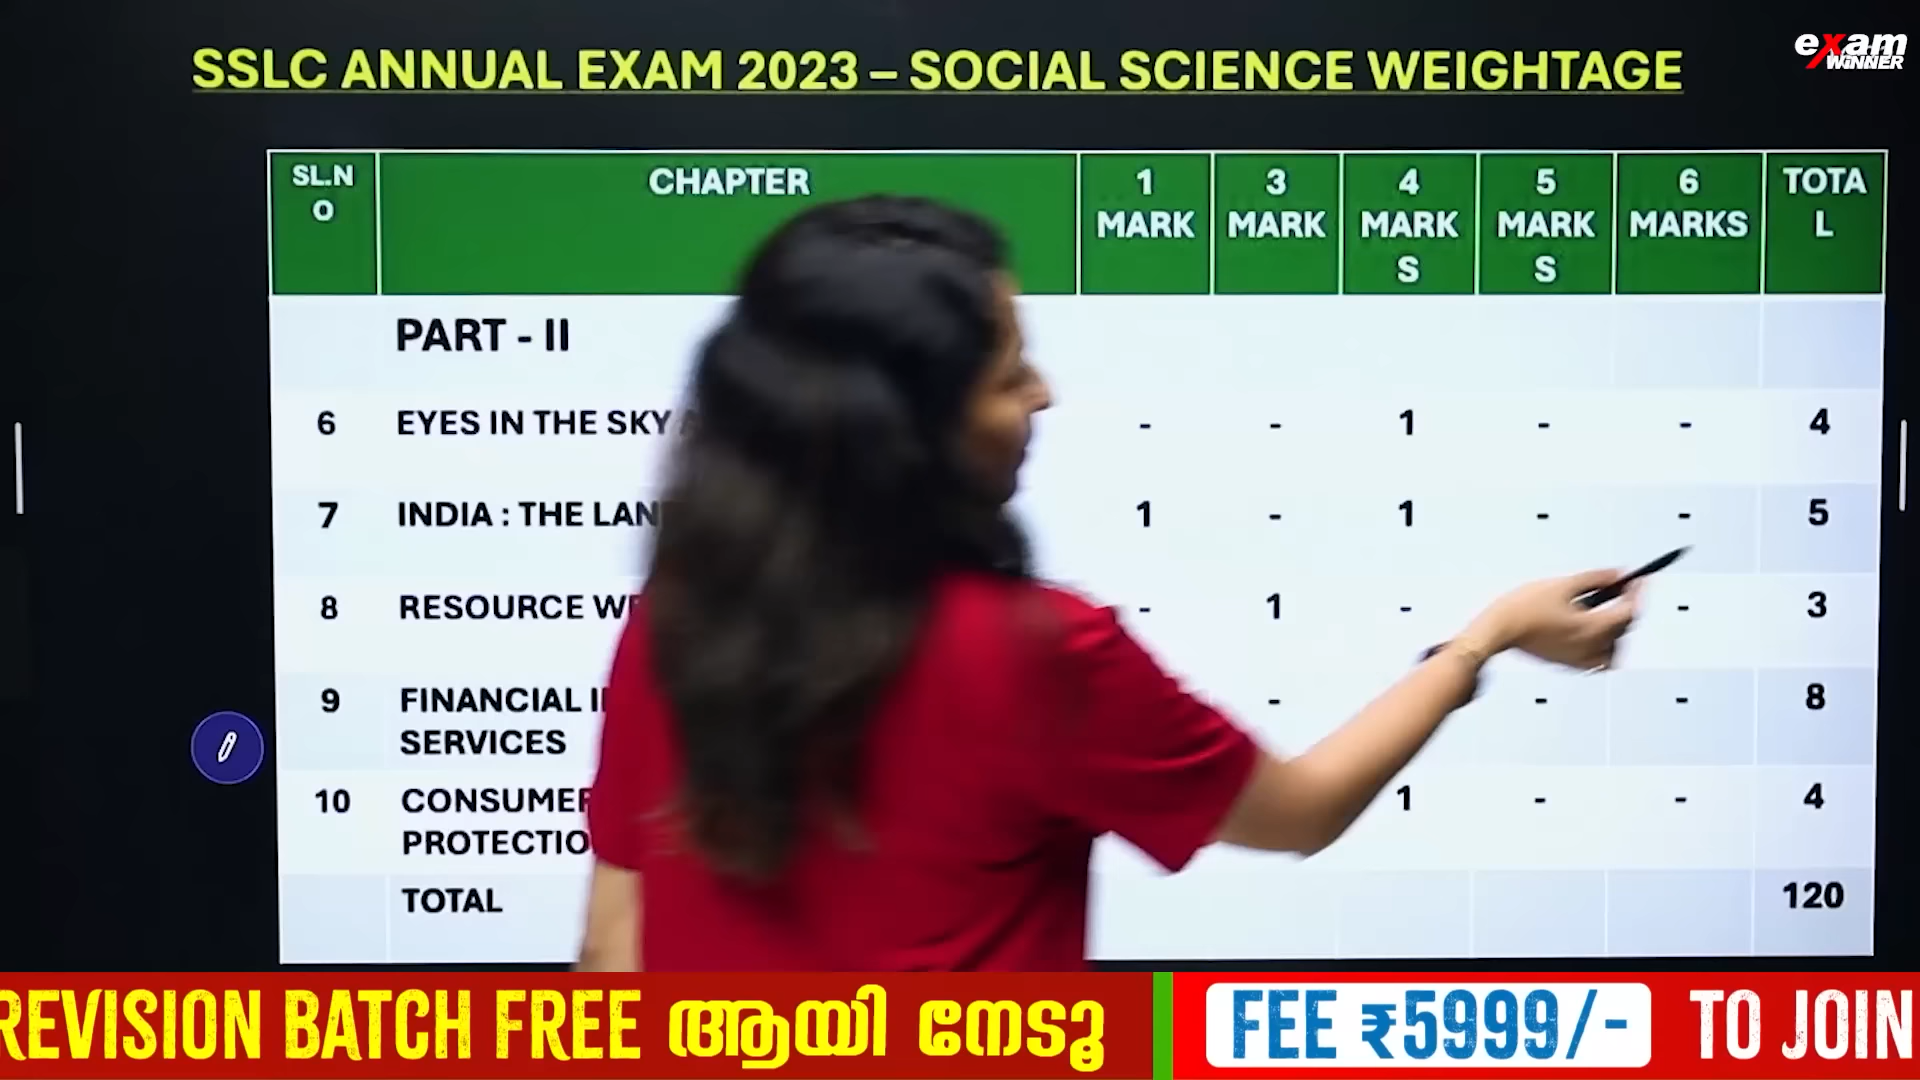 SSLC ANNUAL EXAM 2023 – SOCIAL SCIENCE WEIGHTAGE
exam
WINNER
SL.N
O
CHAPTER
1
MARK
3
MARK
4
MARK
S
5
MARK
S
6
MARKS
TOTA
L
PART - II
6 EYES IN THE SKY - - 1 - - 4
7 INDIA : THE LAN 1 - 1 - - 5
8 RESOURCE - 1 - - 3
9 FINANCIAL - - - 8
SERVICES
10 CONSUMER 1 - - 4
PROTECTIO
TOTAL 120
REVISION BATCH FREE ആയി നേടൂ
FEE ₹5999/-
TO JOIN